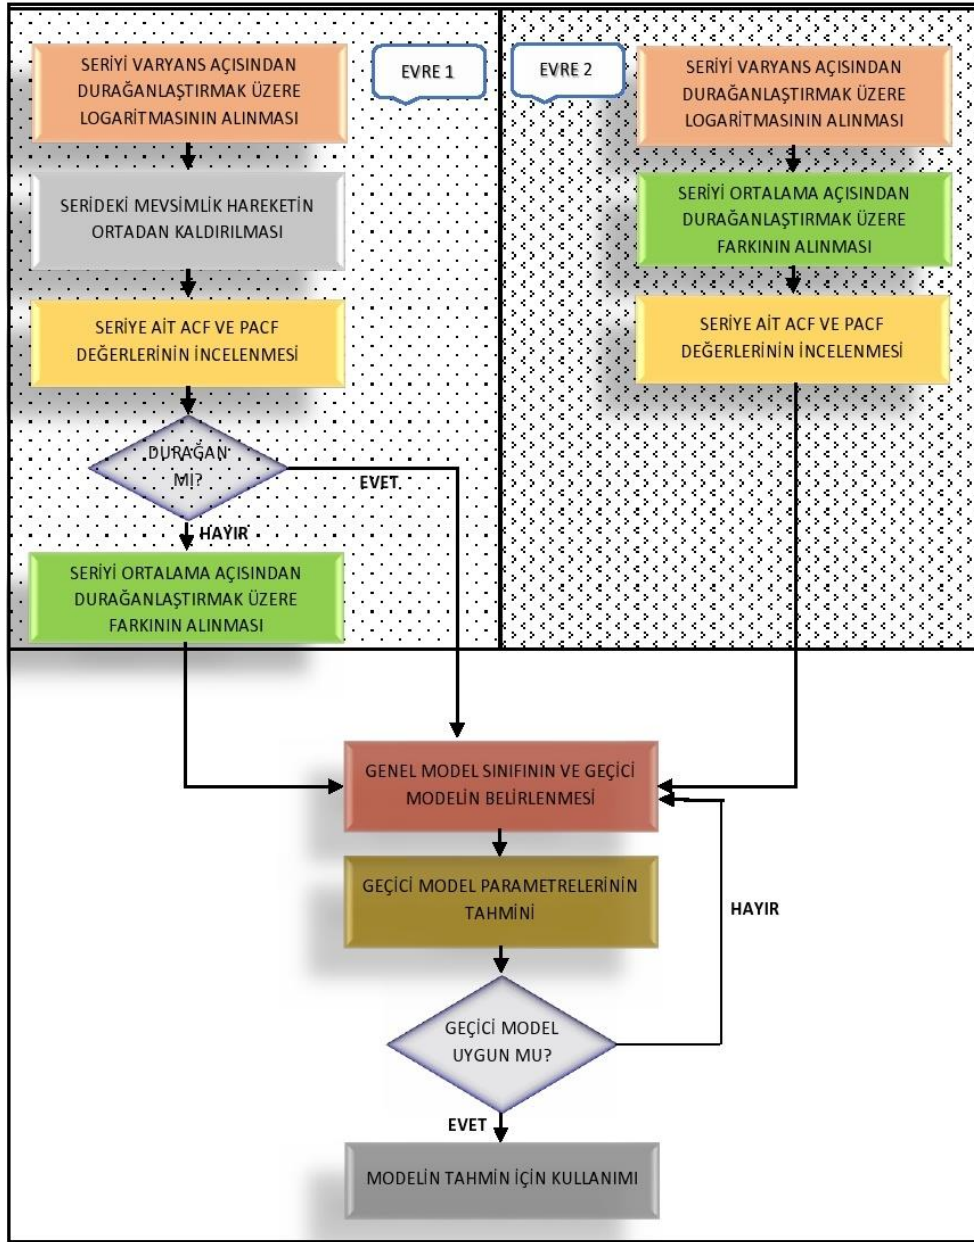 EVRE 1
SERİYİ VARYANS AÇISINDAN
DURAĞANLAŞTIRMAK ÜZERE
LOGARİTMASININ ALINMASI
SERİDEKİ MEVSİMLİK HAREKETİN
ORTADAN KALDIRILMASI
SERİYE AİT ACF VE PACF
DEĞERLERİNİN İNCELENMESİ
DURAĞAN
MI?
EVET
HAYIR
SERİYİ ORTALAMA AÇISINDAN
DURAĞANLAŞTIRMAK ÜZERE
FARKININ ALINMASI
EVRE 2
SERİYİ VARYANS AÇISINDAN
DURAĞANLAŞTIRMAK ÜZERE
LOGARİTMASININ ALINMASI
SERİYİ ORTALAMA AÇISINDAN
DURAĞANLAŞTIRMAK ÜZERE
FARKININ ALINMASI
SERİYE AİT ACF VE PACF
DEĞERLERİNİN İNCELENMESİ
GENEL MODEL SINIFININ VE GEÇİCİ
MODELİN BELİRLENMESİ
GEÇİCİ MODEL PARAMETRELERİNİN
TAHMİNİ
HAYIR
GEÇİCİ MODEL
UYGUN MU?
EVET
MODELİN TAHMİN İÇİN KULLANIMI